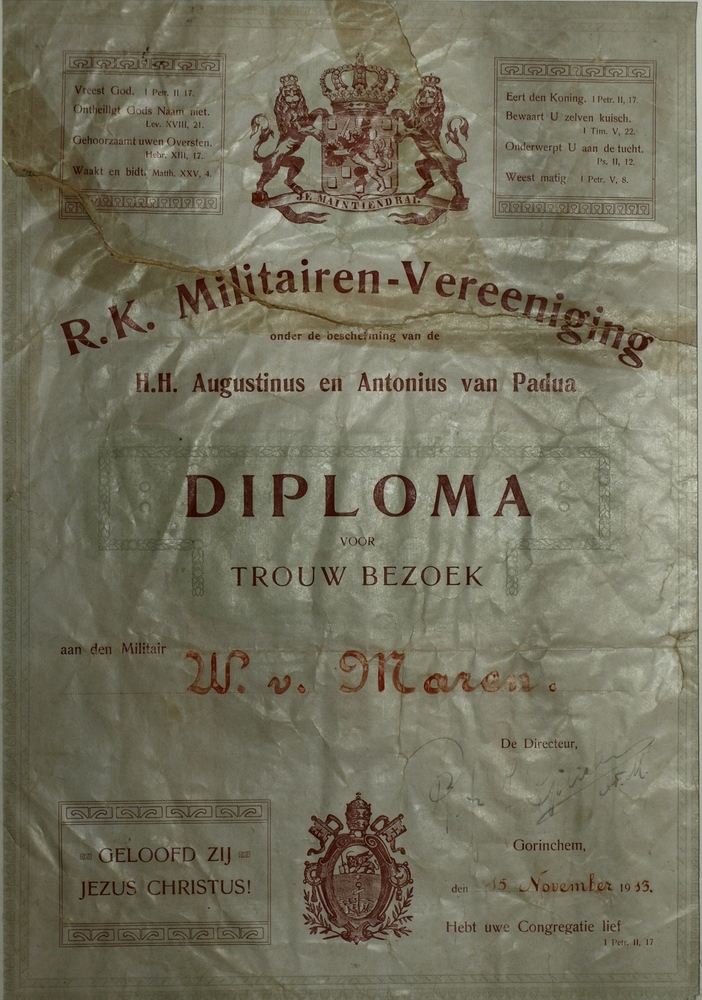 Vreest God. I Petr. II 17.
Ontheiligt Gods Naam niet.
Lev. XVIII, 21.
Gehoorzaamt uwen Oversten.
Hebr. XIII, 17.
Waakt en bidt. Matth. XXV, 4.
JE MAINTIENDRAI.
Eert den Koning. I Petr. II, 17.
Bewaart U zelven kuisch.
I Tim. V, 22.
Onderwerpt U aan de tucht.
Ps. II, 12.
Weest matig I Petr. V, 8.
R.K. Militairen-Vereeniging
onder de bescherming van de
H.H. Augustinus en Antonius van Padua
DIPLOMA
VOOR
TROUW BEZOEK
aan den Militair W. v. Maren.
De Directeur,
GELOOFD ZIJ
JEZUS CHRISTUS!
Gorinchem,
den 15 November 1913.
Hebt uwe Congregatie lief
I Petr. II, 17